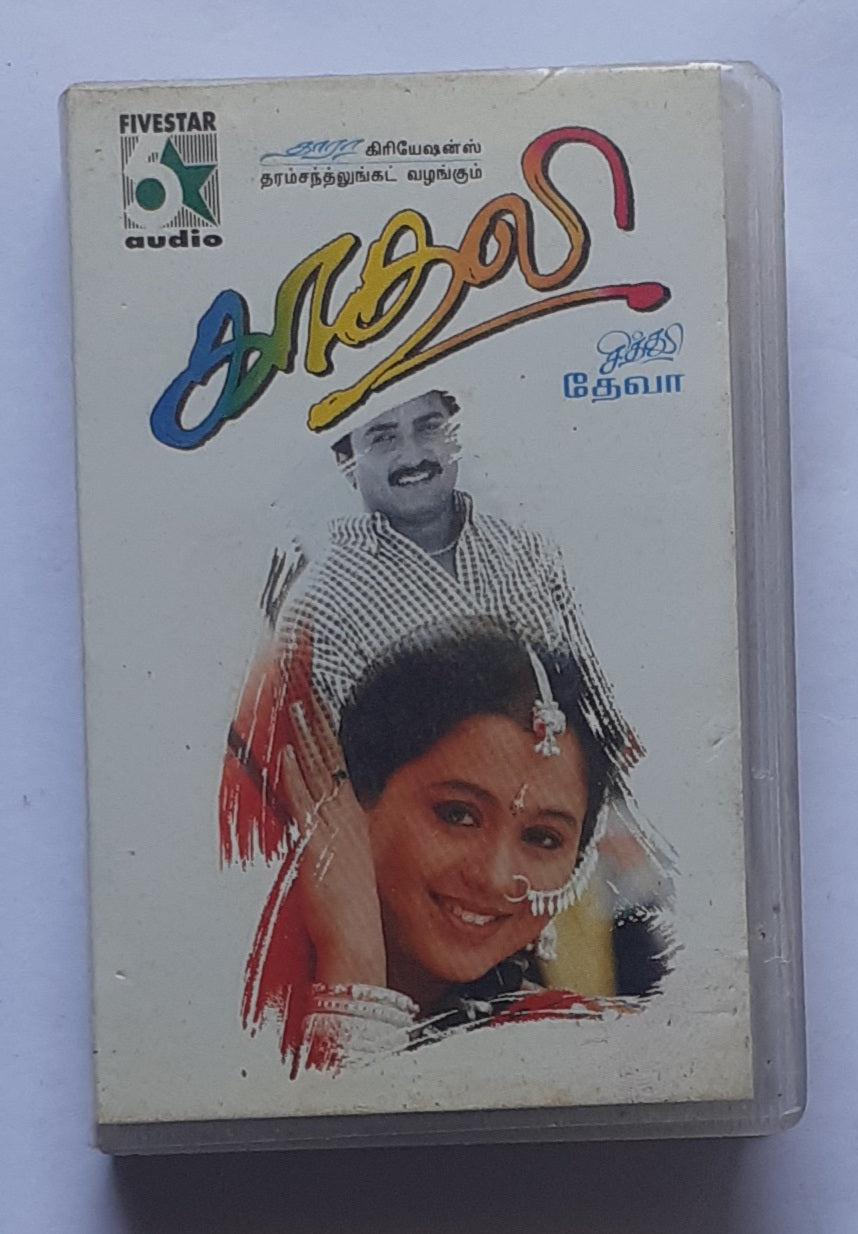 FIVESTAR
audio
தாரா கிரியேஷன்ஸ்
தரம்சந்த்லுங்கட் வழங்கும்
காதலி
தேவா